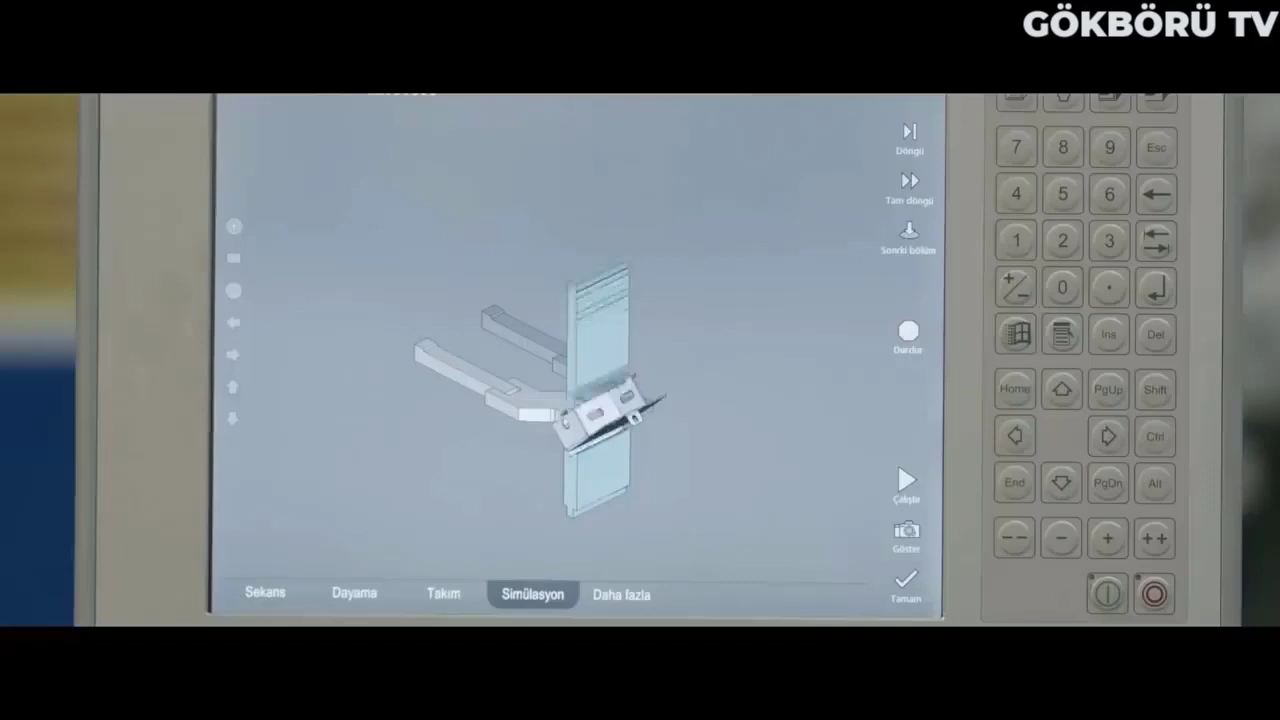 GÖKBÖRÜ TV
Döngü
Tam döngü
Sonraki böküm
Durdur
Çalıştır
Göster
Tamam
Sekans
Dayama
Takım
Simülasyon
Daha fazla
7 8 9 Esc
4 5 6
1 2 3
+/- 0 .
Ins Del
Home PgUp Shift
Ctrl
End PgDn Alt
-- - + ++